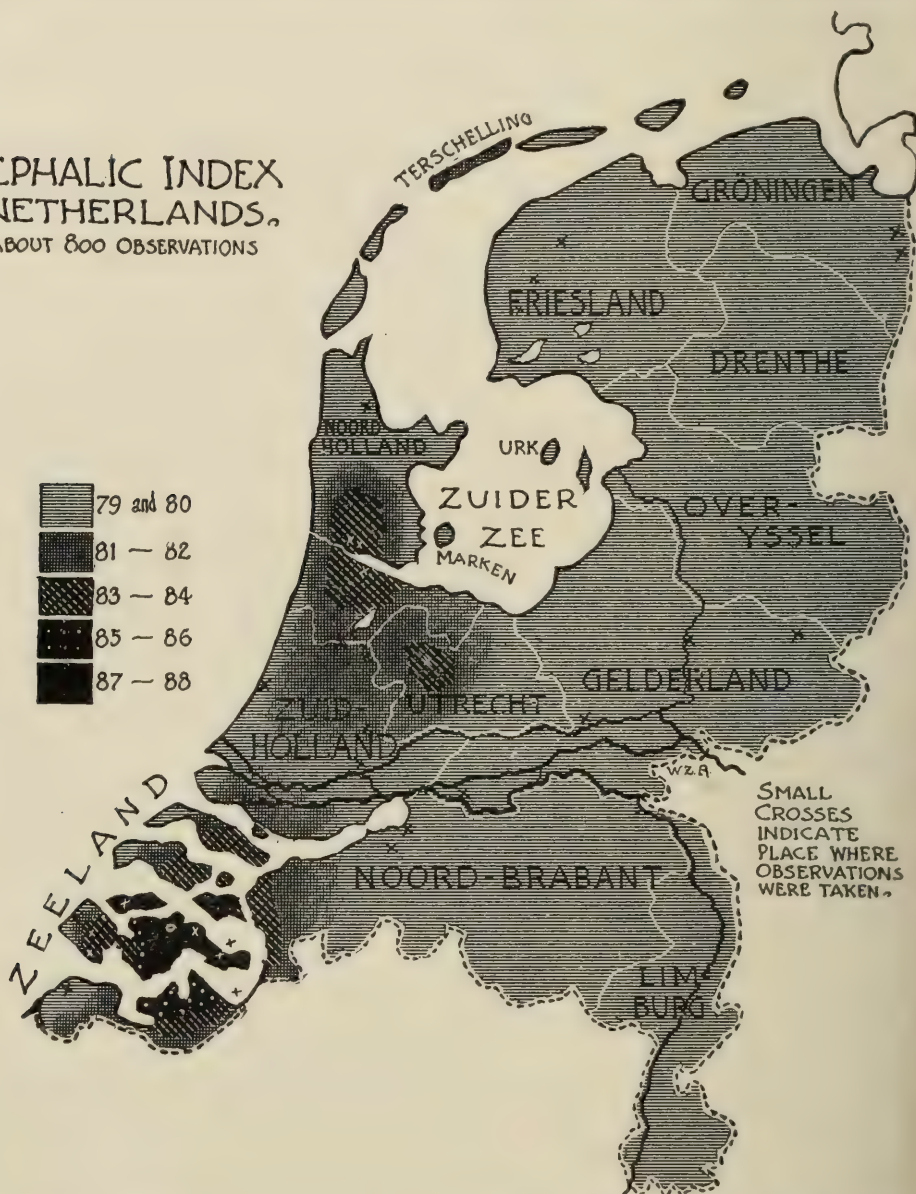 EPHALIC INDEX
NETHERLANDS.
ABOUT 800 OBSERVATIONS
TERSCHELLING
GRÖNINGEN
FRIESLAND
DRENTHE
NOORD
HOLLAND
URK
ZUIDER
ZEE
MARKEN
OVER-
YSSEL
79 and 80
81 – 82
83 – 84
85 – 86
87 – 88
GELDERLAND
UTRECHT
ZUID-
HOLLAND
W.Z.R.
SMALL
CROSSES
INDICATE
PLACE WHERE
OBSERVATIONS
WERE TAKEN.
ZEELAND
NOORD-BRABANT
LIM-
BURG